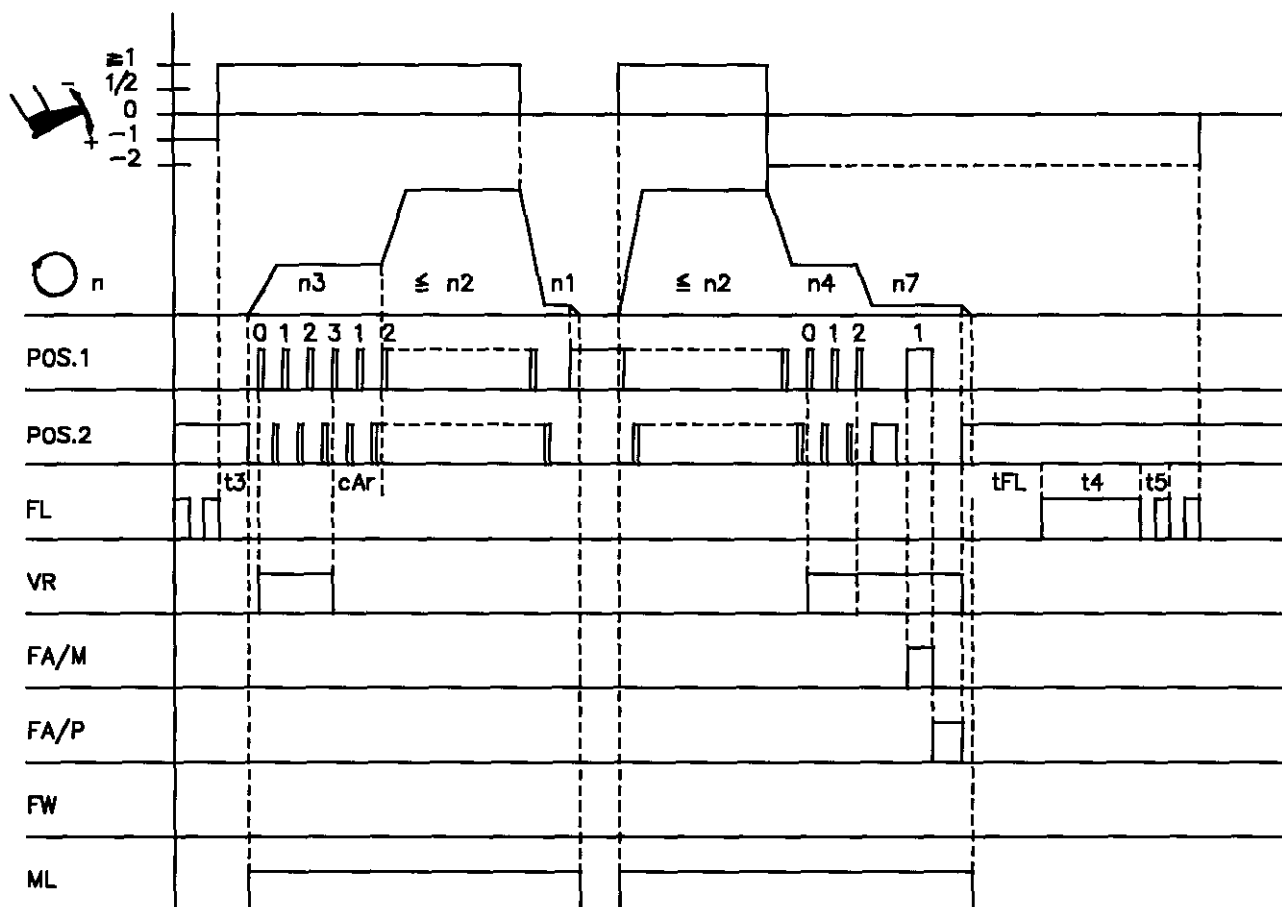 ≧1
1/2
0
-1
-2
- +
n n3 ≦ n2 n1 ≦ n2 n4 n7
0 1 2 3 1 2 0 1 2 1
POS.1
POS.2
t3 cAr tFL t4 t5
FL
VR
FA/M
FA/P
FW
ML